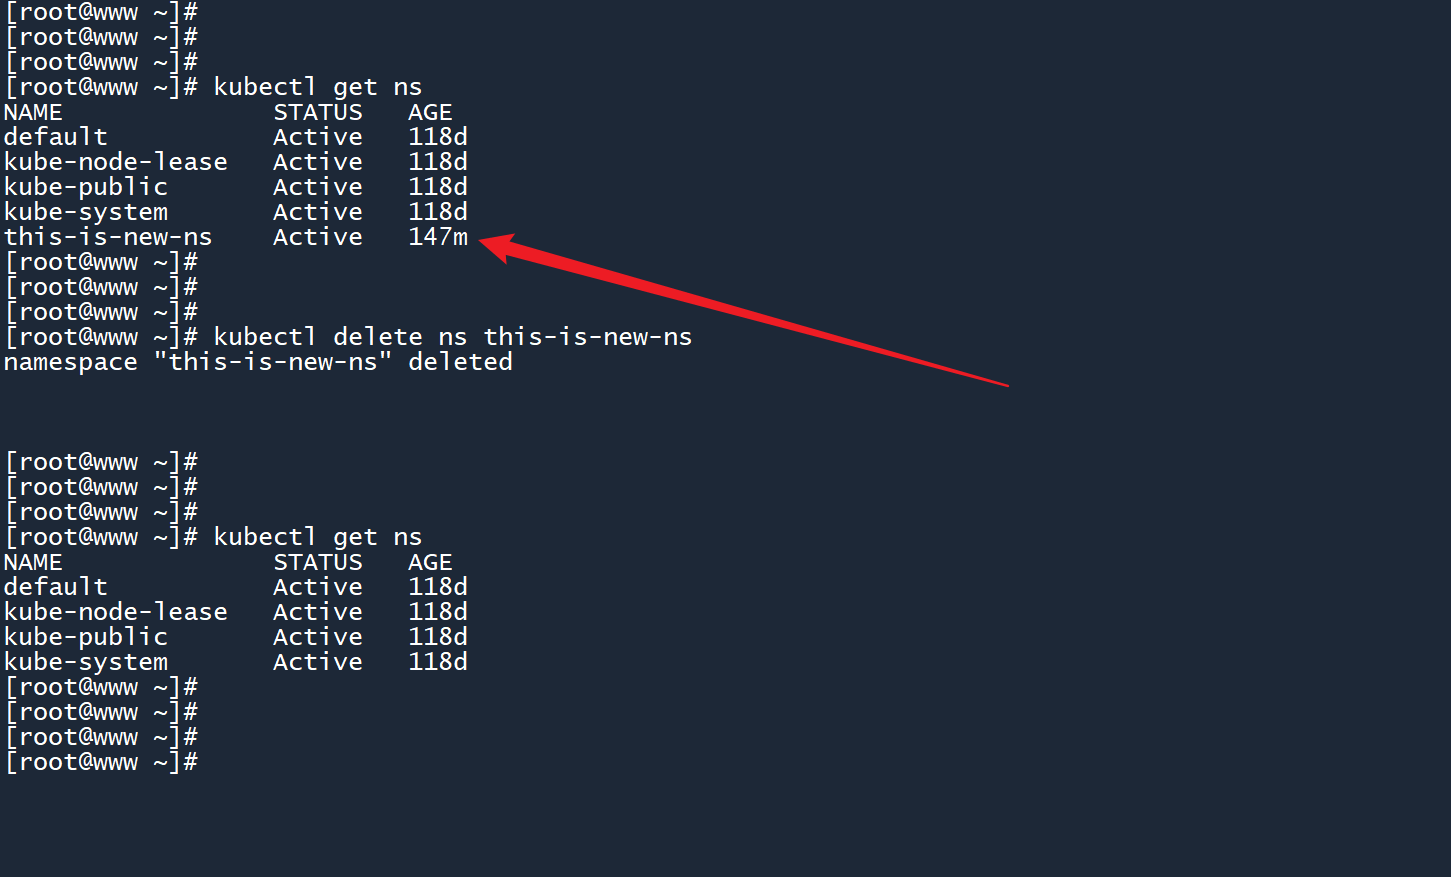 [root@www ~]#
[root@www ~]#
[root@www ~]#
[root@www ~]# kubectl get ns
NAME              STATUS   AGE
default           Active   118d
kube-node-lease   Active   118d
kube-public       Active   118d
kube-system       Active   118d
this-is-new-ns    Active   147m
[root@www ~]#
[root@www ~]#
[root@www ~]#
[root@www ~]# kubectl delete ns this-is-new-ns
namespace "this-is-new-ns" deleted
[root@www ~]#
[root@www ~]#
[root@www ~]#
[root@www ~]# kubectl get ns
NAME              STATUS   AGE
default           Active   118d
kube-node-lease   Active   118d
kube-public       Active   118d
kube-system       Active   118d
[root@www ~]#
[root@www ~]#
[root@www ~]#
[root@www ~]#